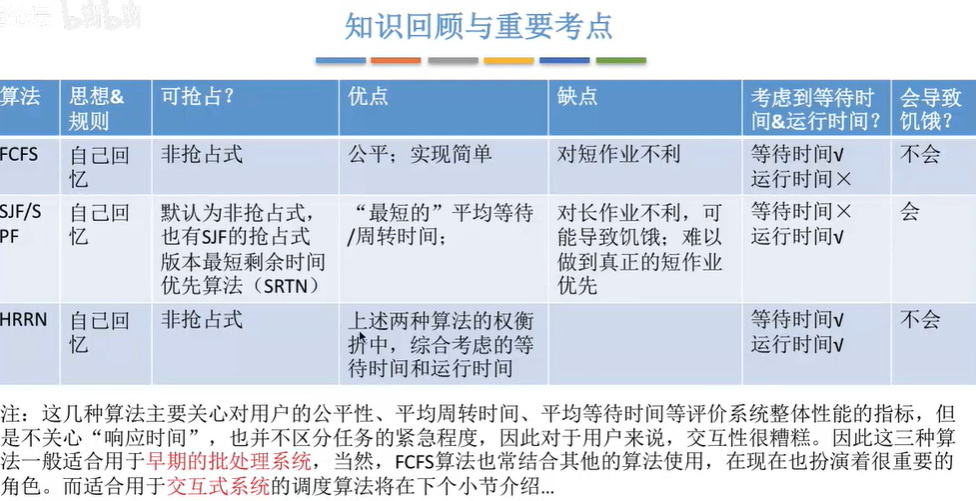 知识回顾与重要考点
算法
思想&
规则
可抢占？
优点
缺点
考虑到等待时
间&运行时间？
会导致
饥饿？
FCFS
自己回
忆
非抢占式
公平；实现简单
对短作业不利
等待时间√
运行时间×
不会
SJF/S
PF
自己回
忆
默认为非抢占式，
也有SJF的抢占式
版本最短剩余时间
优先算法（SRTN）
“最短的”平均等待
/周转时间；
对长作业不利，可
能导致饥饿；难以
做到真正的短作业
优先
等待时间×
运行时间√
会
HRRN
自己回
忆
非抢占式
上述两种算法的权衡
折中，综合考虑的等
待时间和运行时间
等待时间√
运行时间√
不会
注：这几种算法主要关心对用户的公平性、平均周转时间、平均等待时间等评价系统整体性能的指标，但
是不关心“响应时间”，也并不区分任务的紧急程度，因此对于用户来说，交互性很糟糕。因此这三种算
法一般适合用于早期的批处理系统，当然，FCFS算法也常结合其他的算法使用，在现在也扮演着很重要的
角色。而适合用于交互式系统的调度算法将在下个小节介绍...